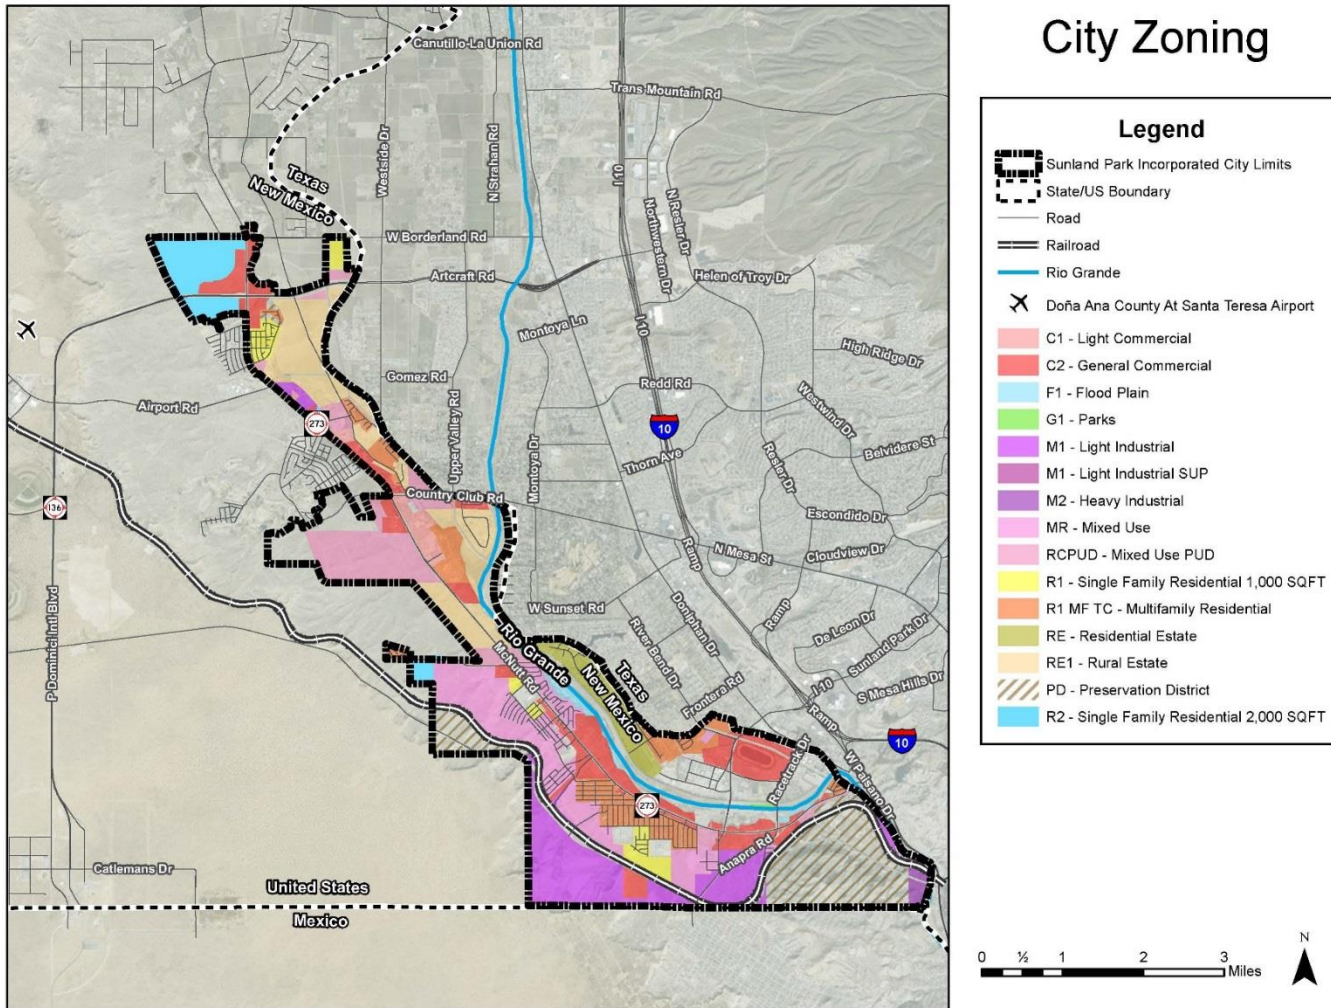 City Zoning
Legend
Sunland Park Incorporated City Limits
State/US Boundary
Road
Railroad
Rio Grande
Doña Ana County At Santa Teresa Airport
C1 - Light Commercial
C2 - General Commercial
F1 - Flood Plain
G1 - Parks
M1 - Light Industrial
M1 - Light Industrial SUP
M2 - Heavy Industrial
MR - Mixed Use
RCPUD - Mixed Use PUD
R1 - Single Family Residential 1,000 SQFT
R1 MF TC - Multifamily Residential
RE - Residential Estate
RE1 - Rural Estate
PD - Preservation District
R2 - Single Family Residential 2,000 SQFT
0 ½ 1 2 3
Miles
N
Canutillo-La Union Rd
Trans Mountain Rd
Westside Dr
N Strahan Rd
I 10
Northwestern Dr
N Resler Dr
Texas
New Mexico
W Borderland Rd
Artcraft Rd
Helen of Troy Dr
Montoya Ln
I 10
High Ridge Dr
Gomez Rd
Redd Rd
Airport Rd
273
Upper Valley Rd
10
Westwind Dr
Montoya Dr
Thorn Ave
Resler Dr
Belvidere St
Country Club Rd
136
Escondido Dr
N Mesa St
Cloudview Dr
Ramp
W Sunset Rd
Ramp
De Leon Dr
Doniphan Dr
River Bend Dr
Sunland Park Dr
P Dominici Intl Blvd
McNutt Rd
Rio Grande
Texas
New Mexico
Frontera Rd
I 10
S Mesa Hills Dr
Ramp
10
Racetrack Dr
W Paisano Dr
273
Anapra Rd
Catlemans Dr
United States
Mexico